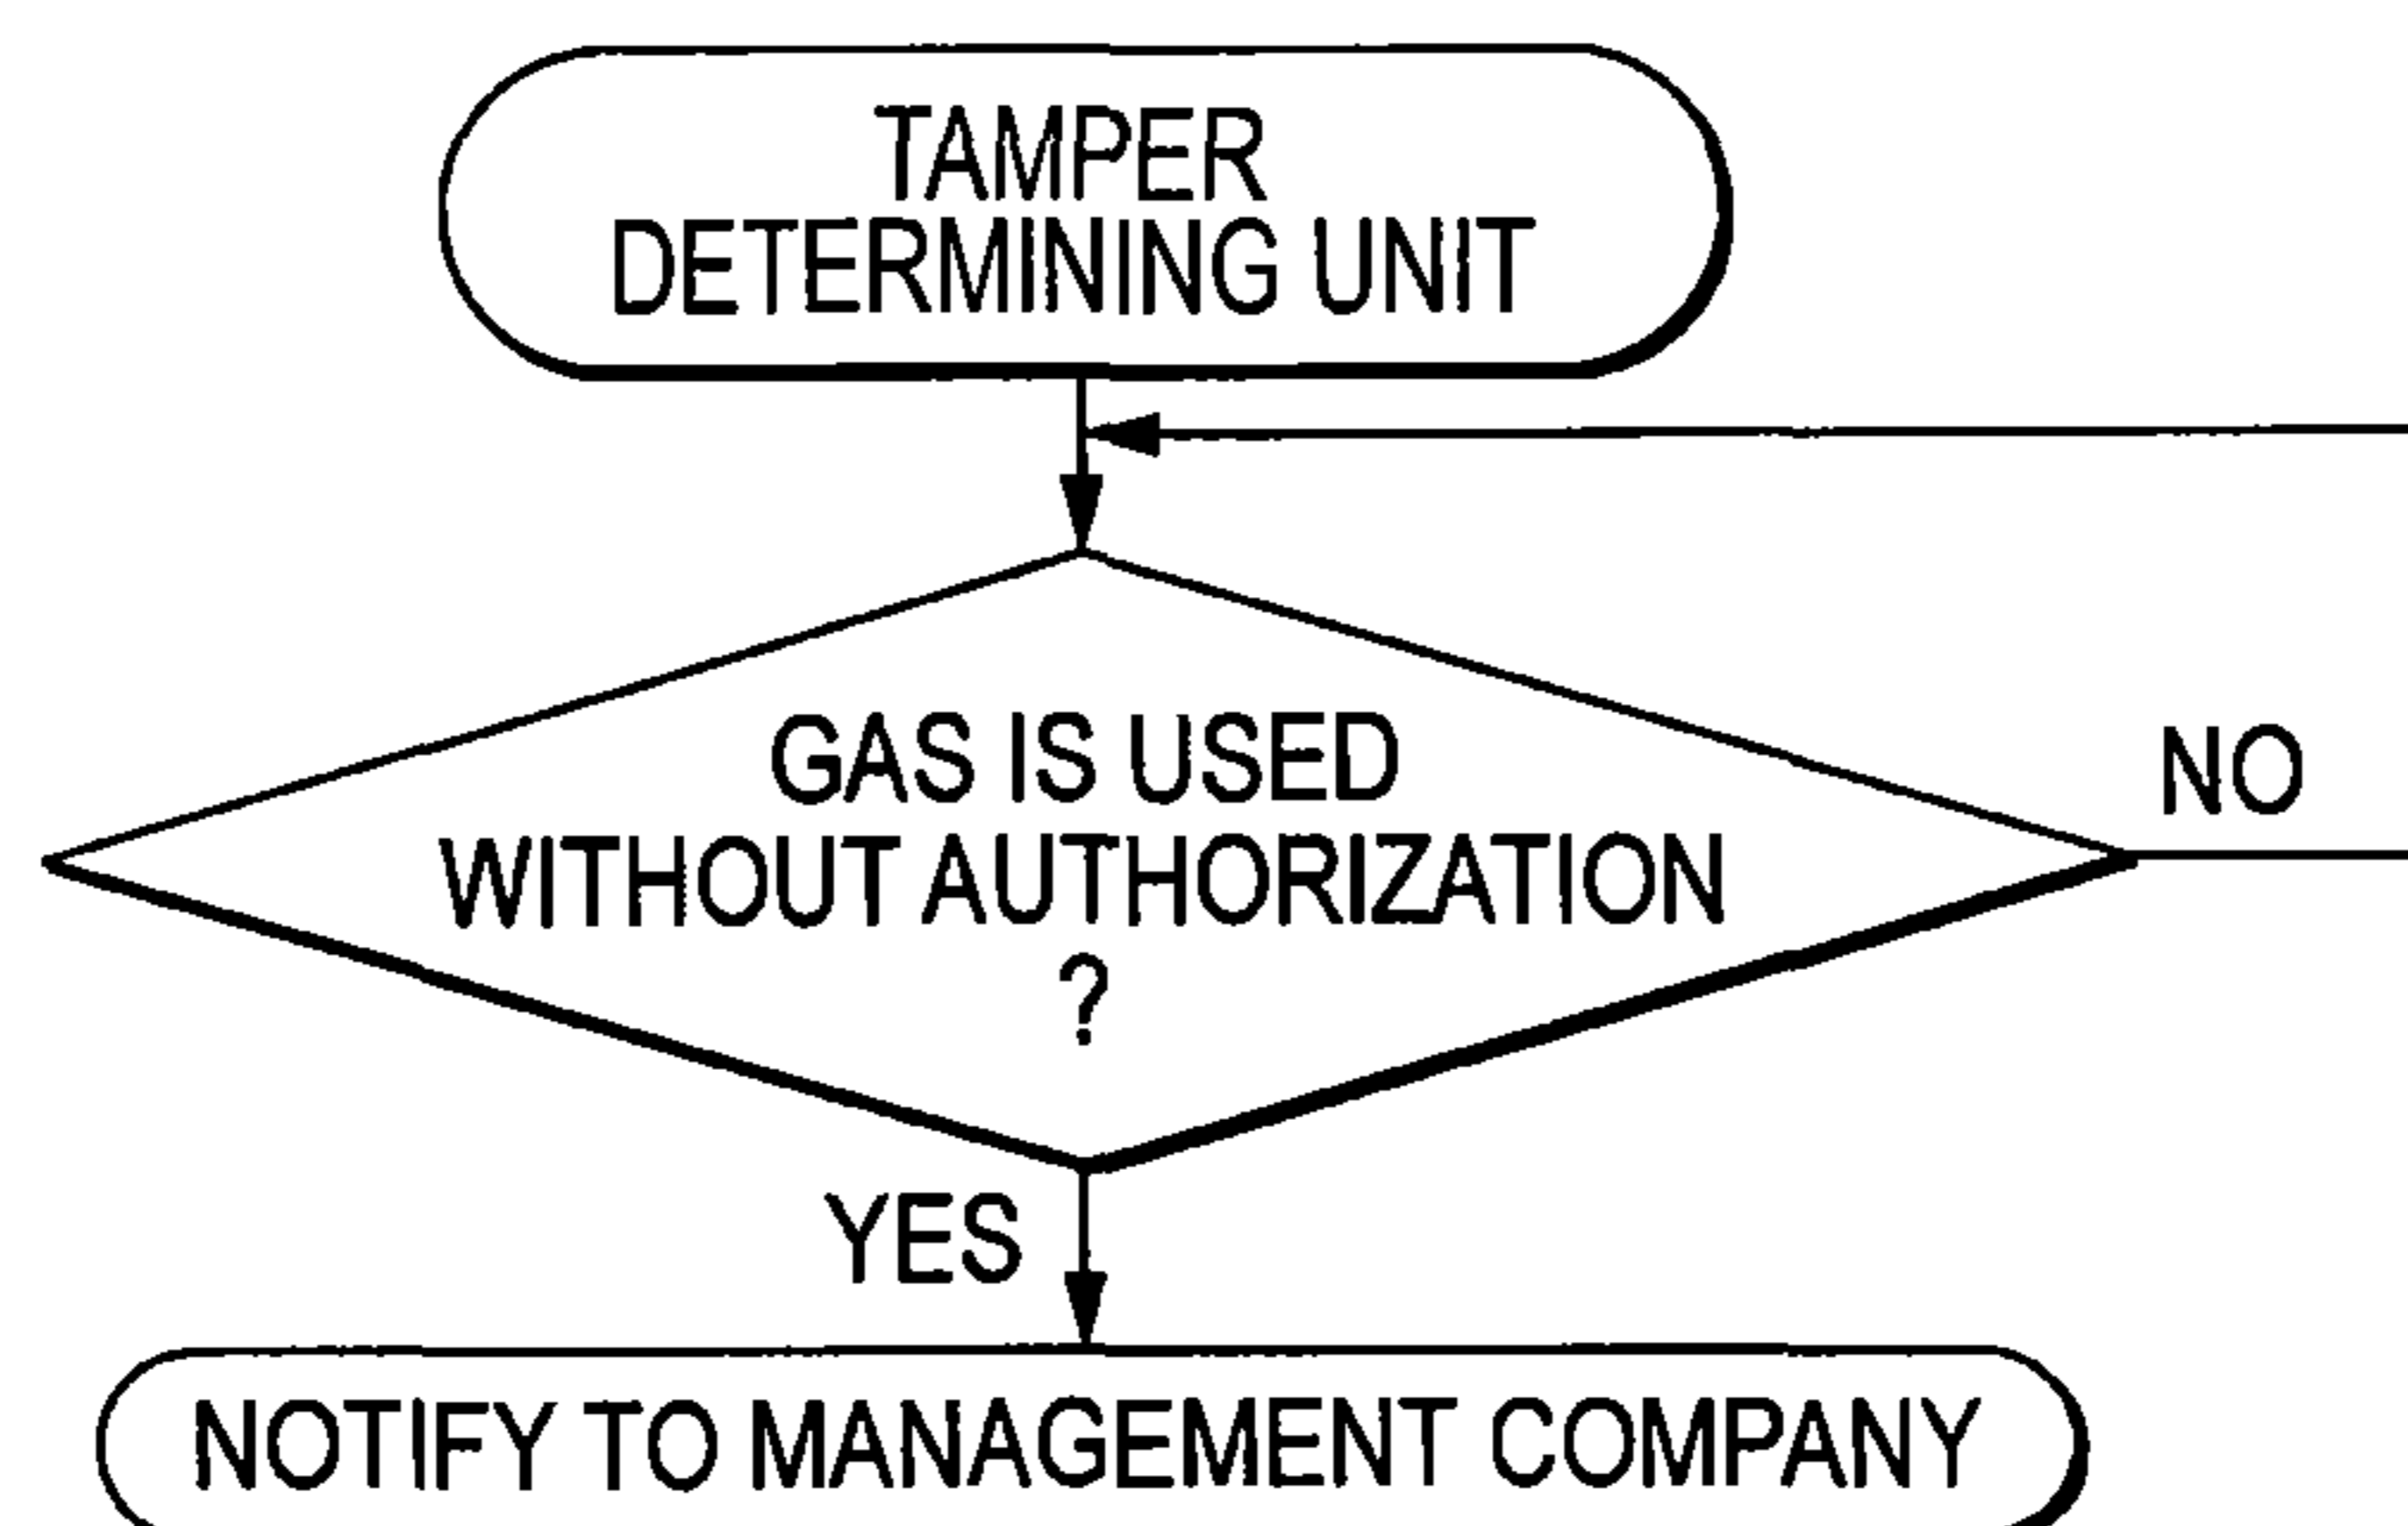 TAMPER
DETERMINING UNIT
GAS IS USED
WITHOUT AUTHORIZATION
?
NO
YES
NOTIFY TO MANAGEMENT COMPANY